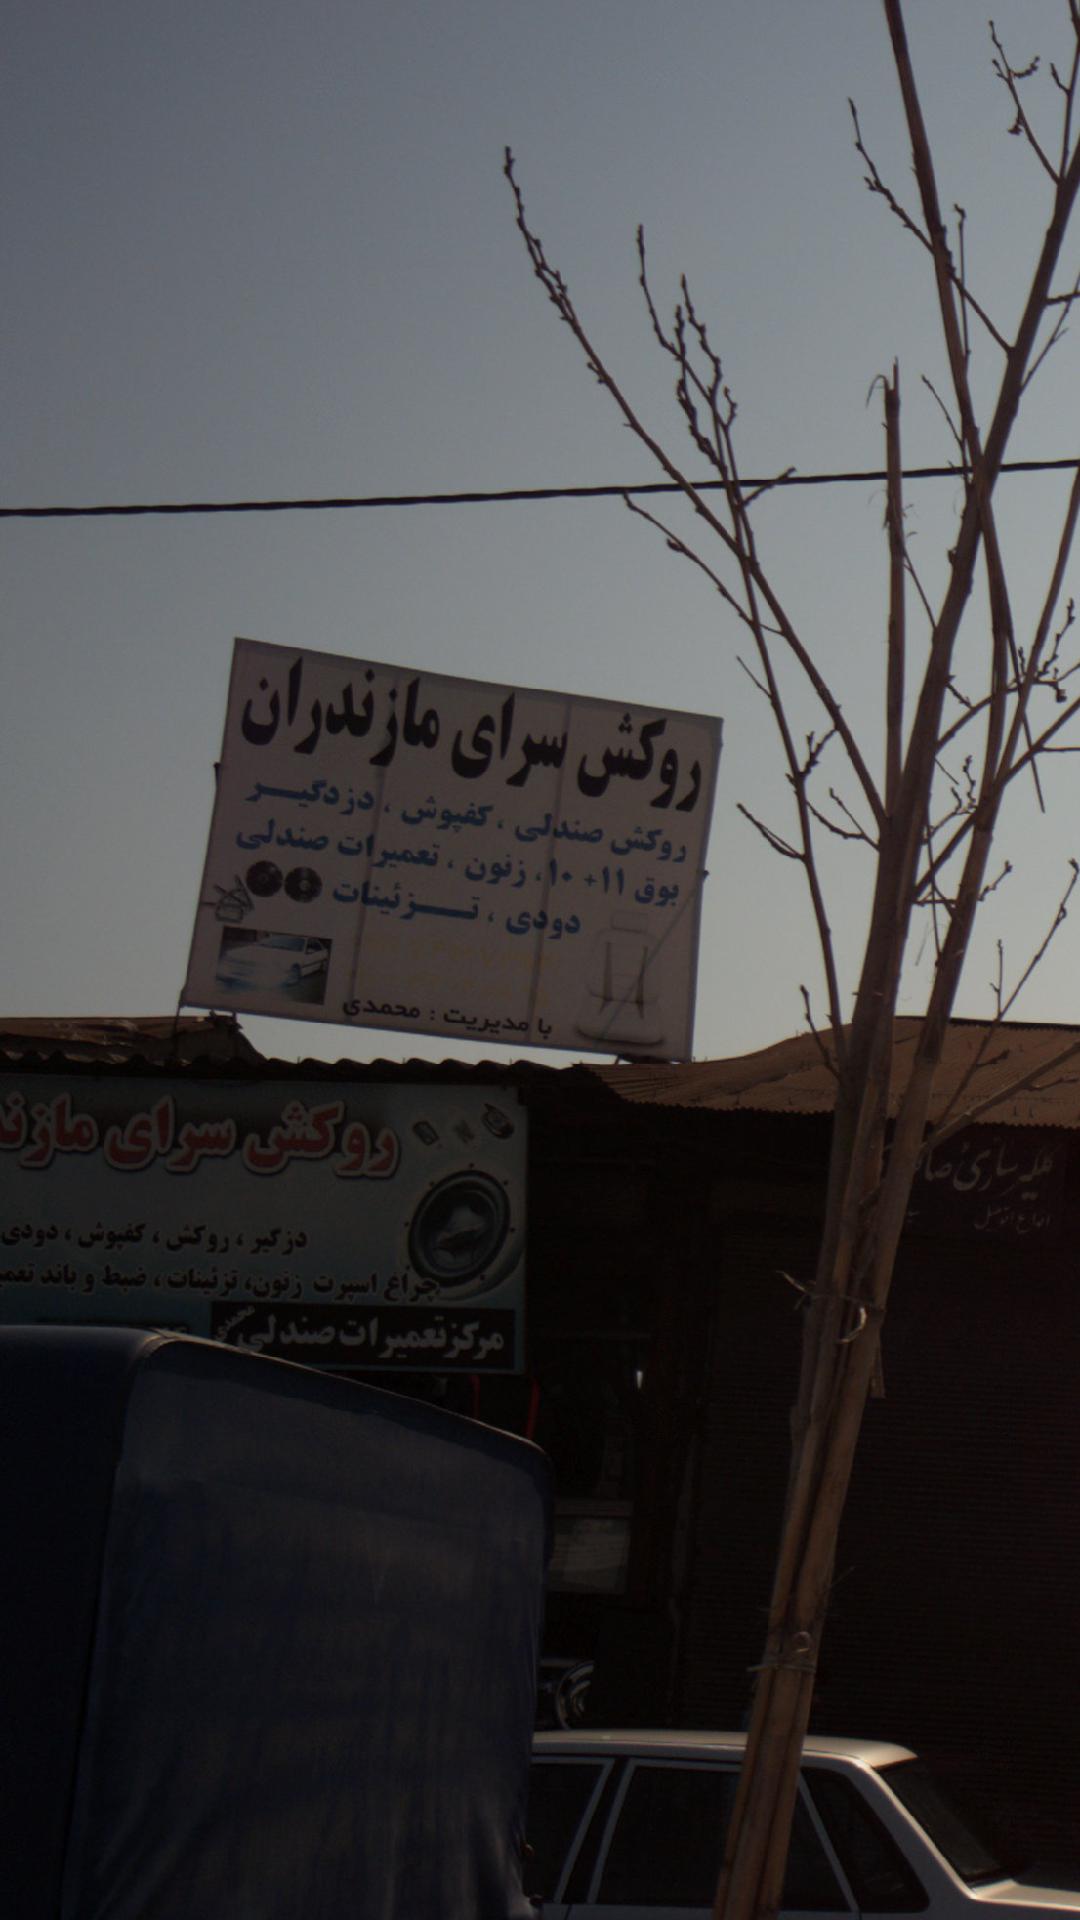 روکش سرای مازندران
روکش صندلی ، کفپوش ، دزدگیر
بوق ۱۱+ ۱۰، زنون ، تعمیرات صندلی
دودی ، تزئینات
با مدیریت : محمدی
روکش سرای
دزگیر ، روکش ، کفپوش ، دودی
چراغ اسپرت زنون، تزئینات ، ضبط و باند
مرکز تعمیرات صندلی
محمدی